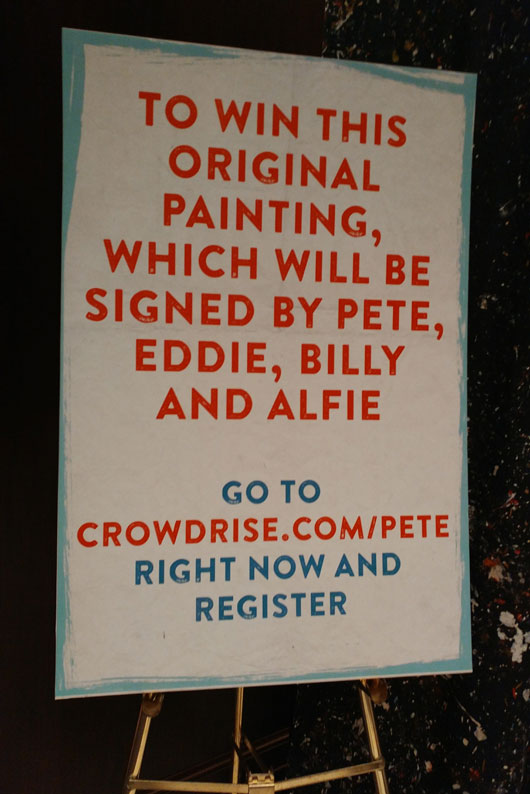 TO WIN THIS
ORIGINAL
PAINTING,
WHICH WILL BE
SIGNED BY PETE,
EDDIE, BILLY
AND ALFIE
GO TO
CROWDRISE.COM/PETE
RIGHT NOW AND
REGISTER